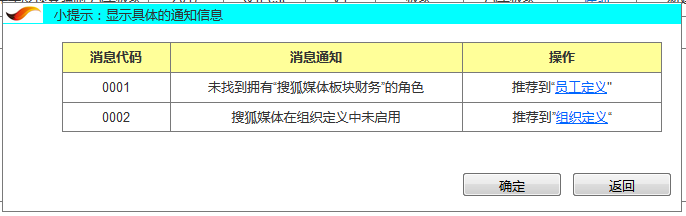 小提示：显示具体的通知信息
消息代码 消息通知 操作
0001 未找到拥有“搜狐媒体板块财务”的角色 推荐到“员工定义”
0002 搜狐媒体在组织定义中未启用 推荐到”组织定义“
确定 返回